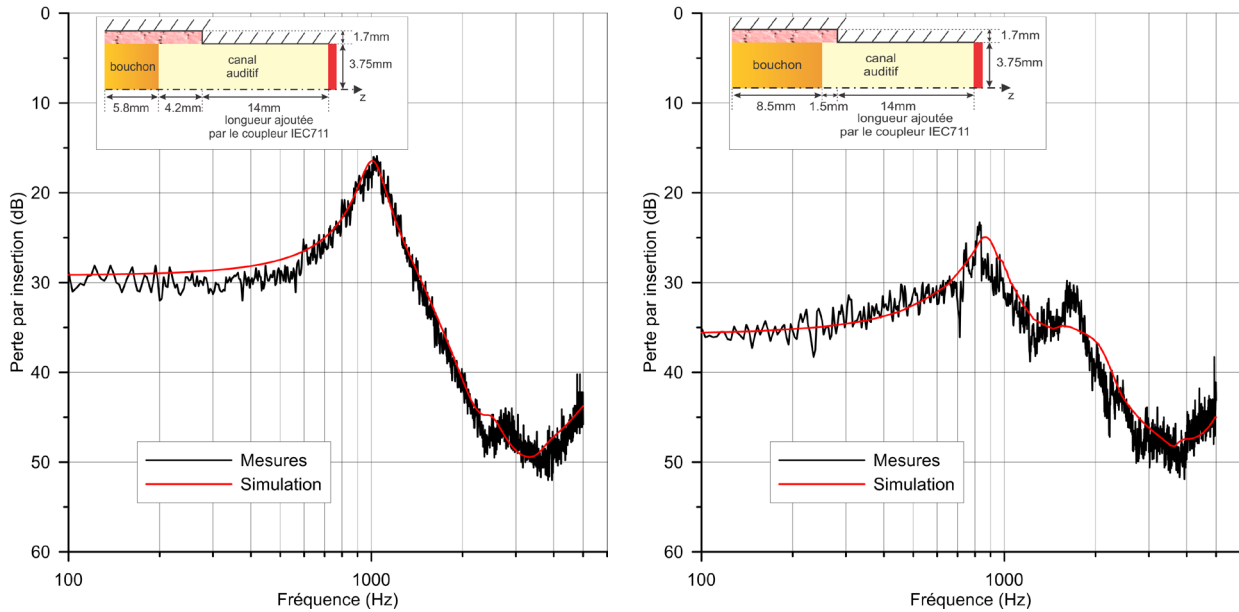 0
10
20
30
40
50
60
Perte par insertion (dB)
100
1000
Fréquence (Hz)
bouchon
canal
auditif
1.7mm
3.75mm
z
5.8mm
4.2mm
14mm
longueur ajoutée
par le coupleur IEC711
Mesures
Simulation
0
10
20
30
40
50
60
Perte par insertion (dB)
100
1000
Fréquence (Hz)
bouchon
canal
auditif
1.7mm
3.75mm
z
8.5mm
1.5mm
14mm
longueur ajoutée
par le coupleur IEC711
Mesures
Simulation